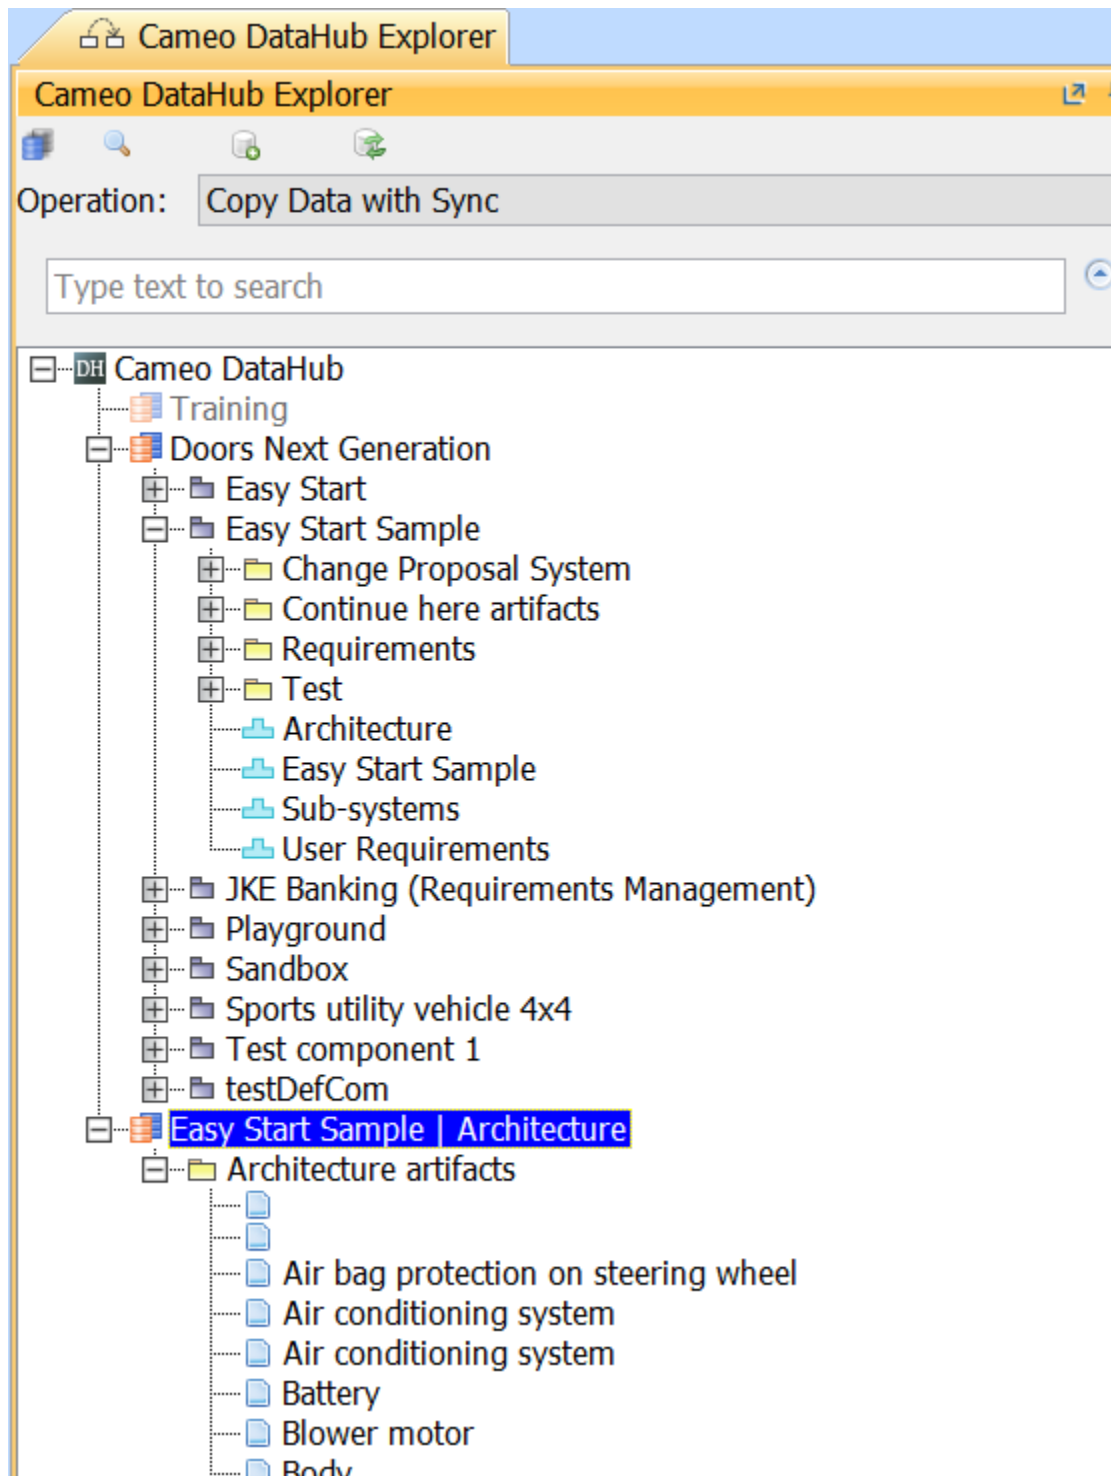 Cameo DataHub Explorer
Cameo DataHub Explorer
Operation: Copy Data with Sync
Type text to search
DH Cameo DataHub
Training
Doors Next Generation
Easy Start
Easy Start Sample
Change Proposal System
Continue here artifacts
Requirements
Test
Architecture
Easy Start Sample
Sub-systems
User Requirements
JKE Banking (Requirements Management)
Playground
Sandbox
Sports utility vehicle 4x4
Test component 1
testDefCom
Easy Start Sample | Architecture
Architecture artifacts
Air bag protection on steering wheel
Air conditioning system
Air conditioning system
Battery
Blower motor
Body